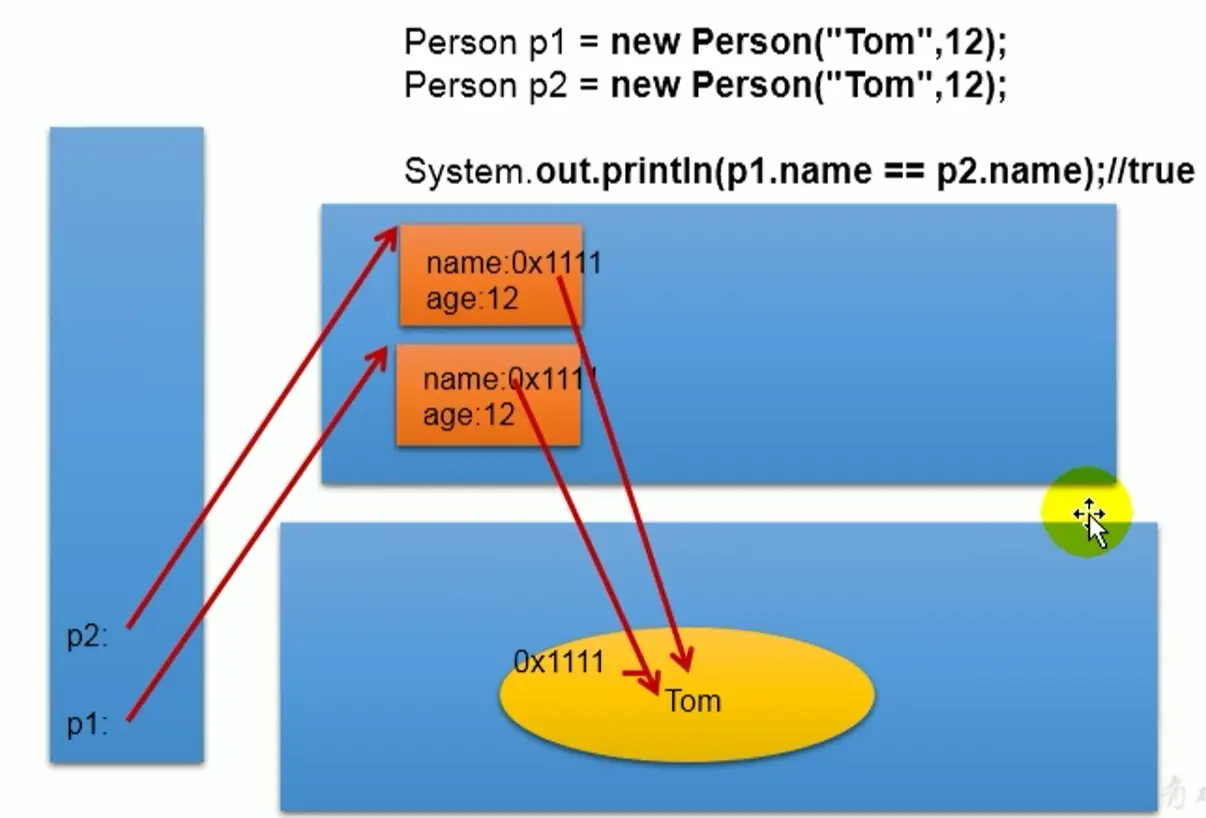 Person p1 = new Person("Tom",12);
Person p2 = new Person("Tom",12);
System.out.println(p1.name == p2.name);//true
name:0x1111
age:12
name:0x1111
age:12
p2:
p1:
0x1111
Tom